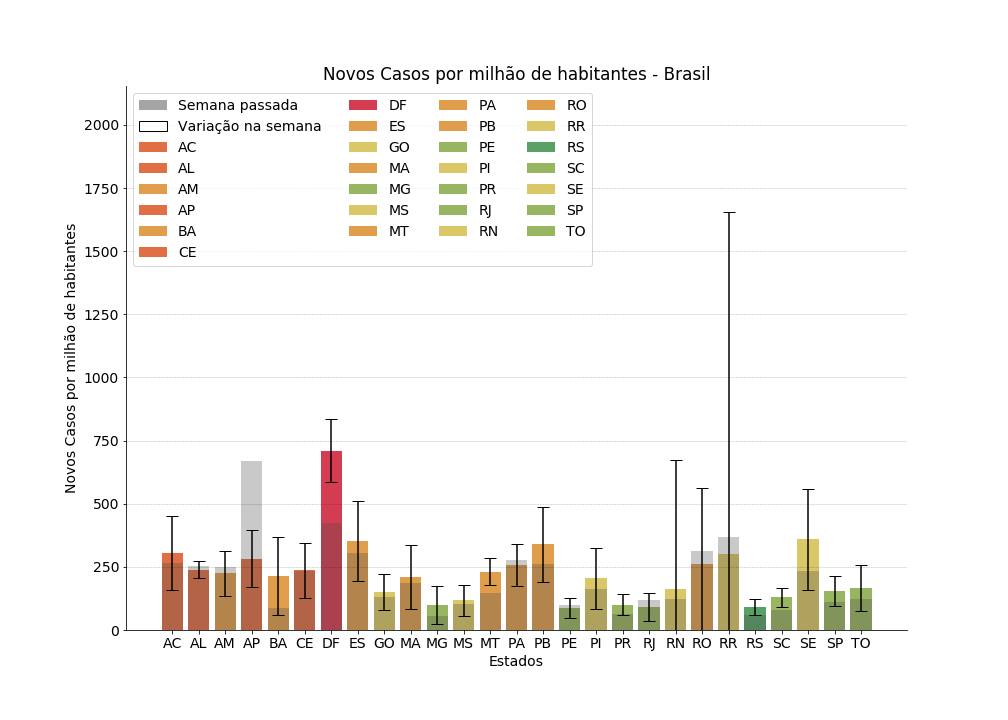 Novos Casos por milhão de habitantes - Brasil
Novos Casos por milhão de habitantes
2000
1750
1500
1250
1000
750
500
250
0
Semana passada
Variação na semana
AC
AL
AM
AP
BA
CE
DF
ES
GO
MA
MG
MS
MT
PA
PB
PE
PI
PR
RJ
RN
RO
RR
RS
SC
SE
SP
TO
AC AL AM AP BA CE DF ES GO MA MG MS MT PA PB PE PI PR RJ RN RO RR RS SC SE SP TO
Estados